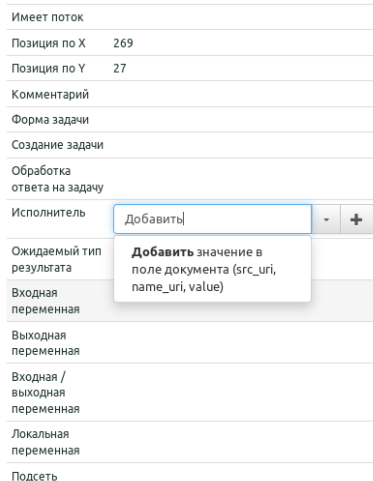 Имеет поток
Позиция по X 269
Позиция по Y 27
Комментарий
Форма задачи
Создание задачи
Обработка
ответа на задачу
Исполнитель Добавить
Ожидаемый тип
результата
Добавить значение в
поле документа (src_uri,
name_uri, value)
Входная
переменная
Выходная
переменная
Входная /
выходная
переменная
Локальная
переменная
Подсеть